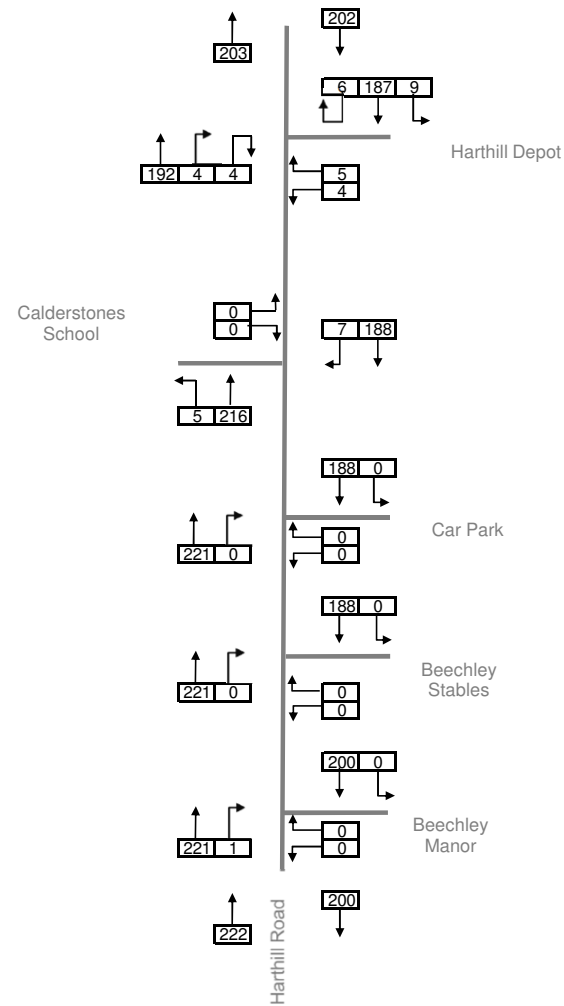 202
203
6 187 9
Harthill Depot
192 4 4
5
4
Calderstones
School
0
0
7 188
5 216
188 0
Car Park
221 0
0
0
188 0
Beechley
Stables
221 0
0
0
200 0
Beechley
Manor
221 1
0
0
200
222
Harthill Road